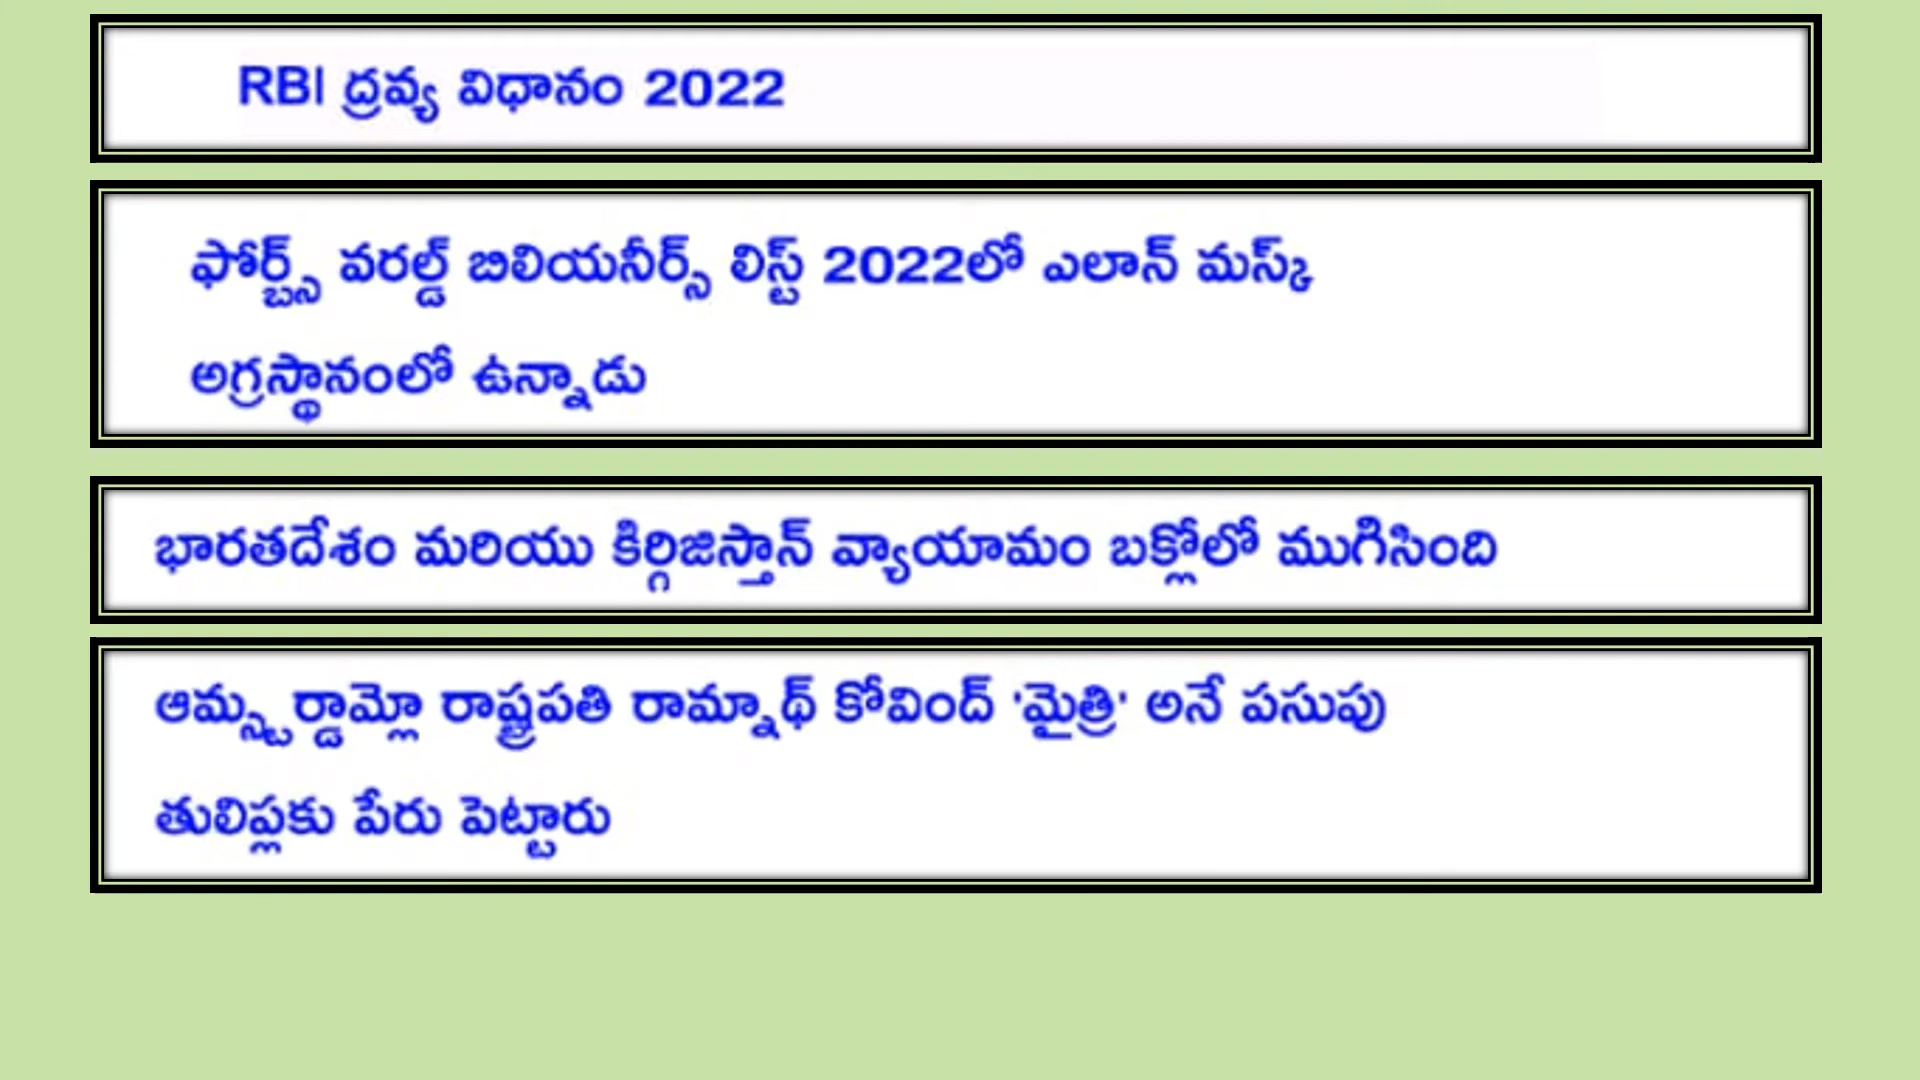 RBI ద్రవ్య విధానం 2022
ఫోర్బ్స్ వరల్డ్ బిలియనీర్స్ లిస్ట్ 2022లో ఎలాన్ మస్క్
అగ్రస్థానంలో ఉన్నాడు
భారతదేశం మరియు కిర్గిజిస్తాన్ వ్యాయామం బక్లోలో ముగిసింది
ఆమ్స్టర్డామ్లో రాష్ట్రపతి రామ్నాథ్ కోవింద్ 'మైత్రి' అనే పసుపు
తులిప్లకు పేరు పెట్టారు